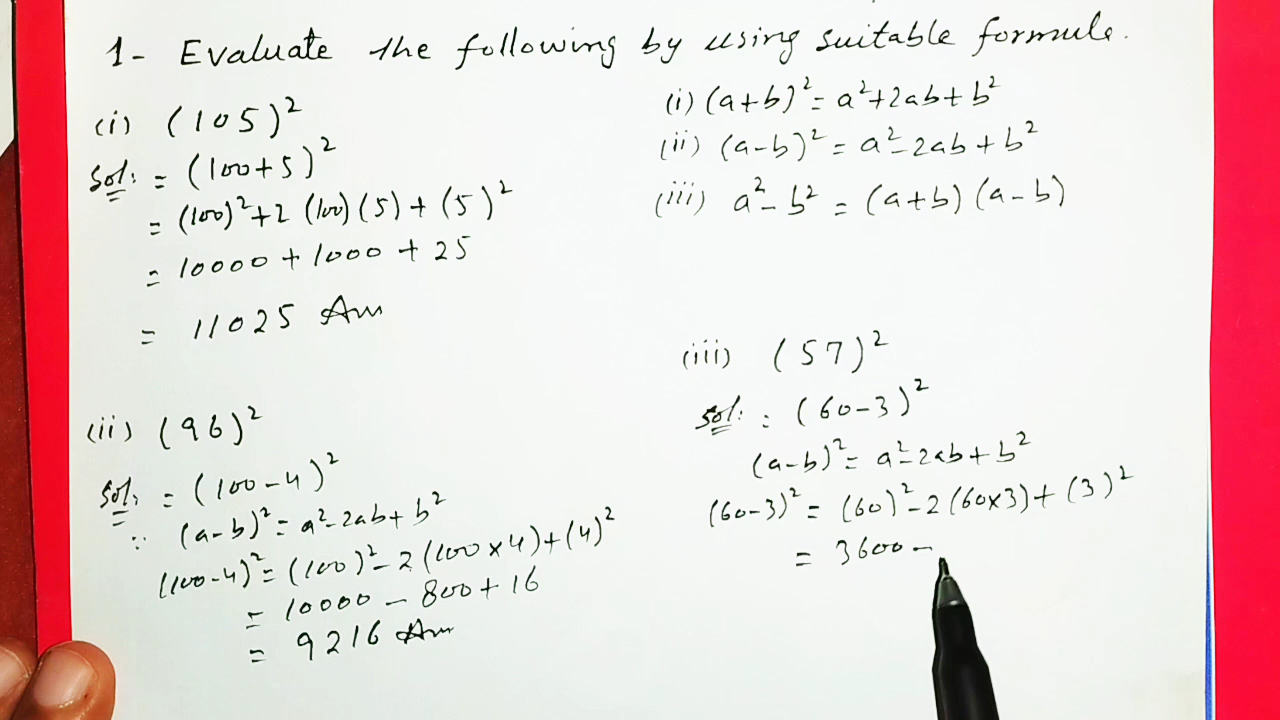 1- Evaluate the following by using suitable formule.
(i) (105)²
Sol: = (100+5)²
= (100)²+2 (100)(5)+(5)²
= 10000+1000+25
= 11025 Ans
(i) (a+b)²= a²+2ab+b²
(ii) (a-b)²= a²-2ab+b²
(iii) a²-b² = (a+b)(a-b)
(ii) (96)²
Sol: = (100-4)²
∵ (a-b)²= a²-2ab+b²
(100-4)²= (100)²-2(100×4)+(4)²
= 10000 - 800+16
= 9216 Ans
(iii) (57)²
Sol: = (60-3)²
(a-b)²= a²-2ab+b²
(60-3)² = (60)²-2(60×3)+(3)²
= 3600-